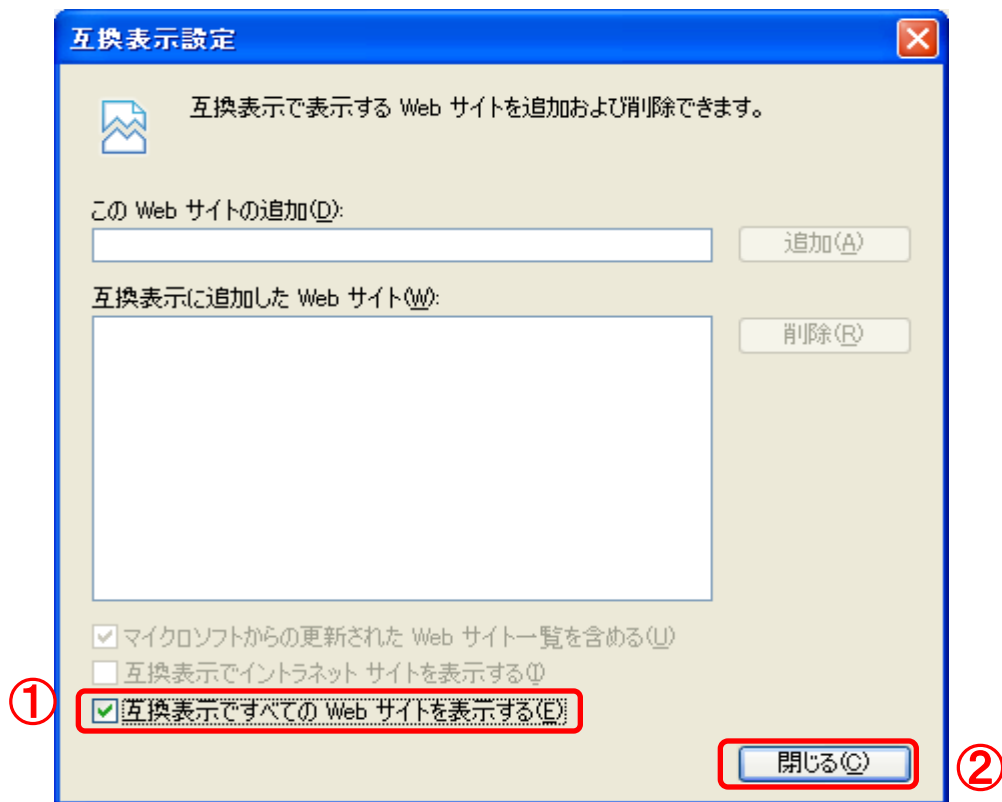 互換表示設定
互換表示で表示する Web サイトを追加および削除できます。
この Web サイトの追加(D):
追加(A)
互換表示に追加した Web サイト(W):
削除(R)
マイクロソフトからの更新された Web サイト一覧を含める(U)
互換表示でイントラネット サイトを表示する(I)
① 互換表示ですべての Web サイトを表示する(E)
閉じる(C) ②